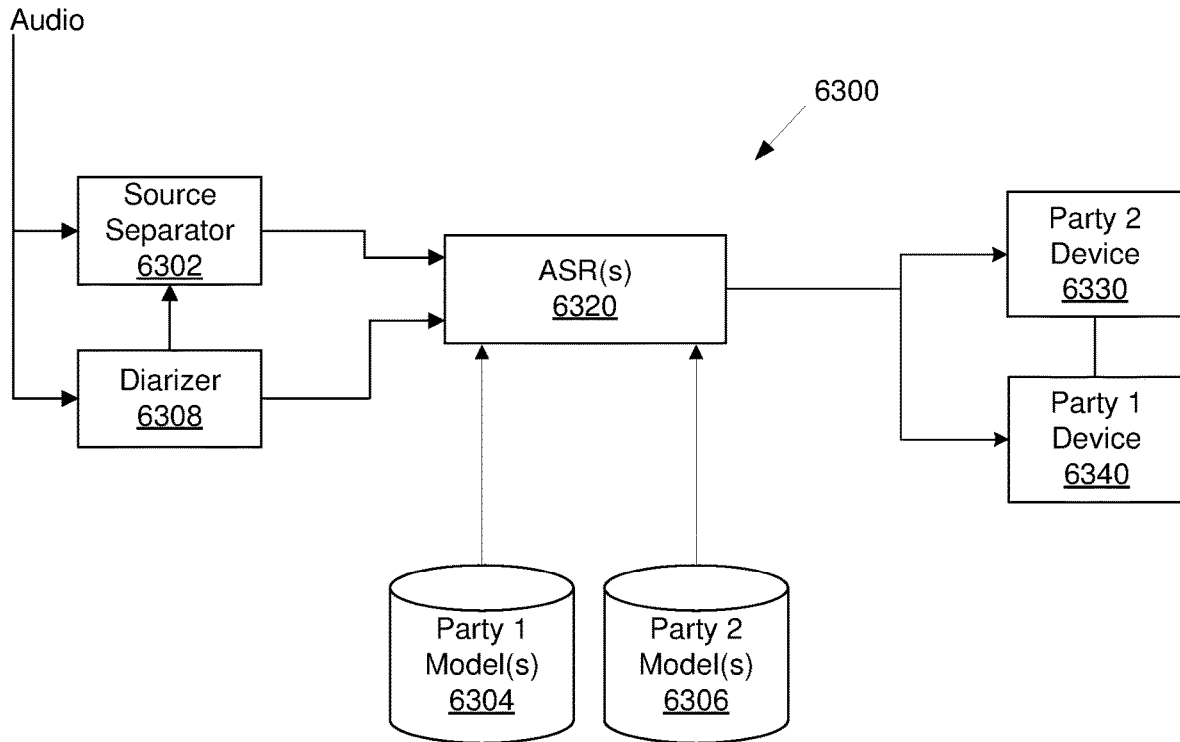 Audio
6300
Source
Separator
6302
Diarizer
6308
ASR(s)
6320
Party 2
Device
6330
Party 1
Device
6340
Party 1
Model(s)
6304
Party 2
Model(s)
6306